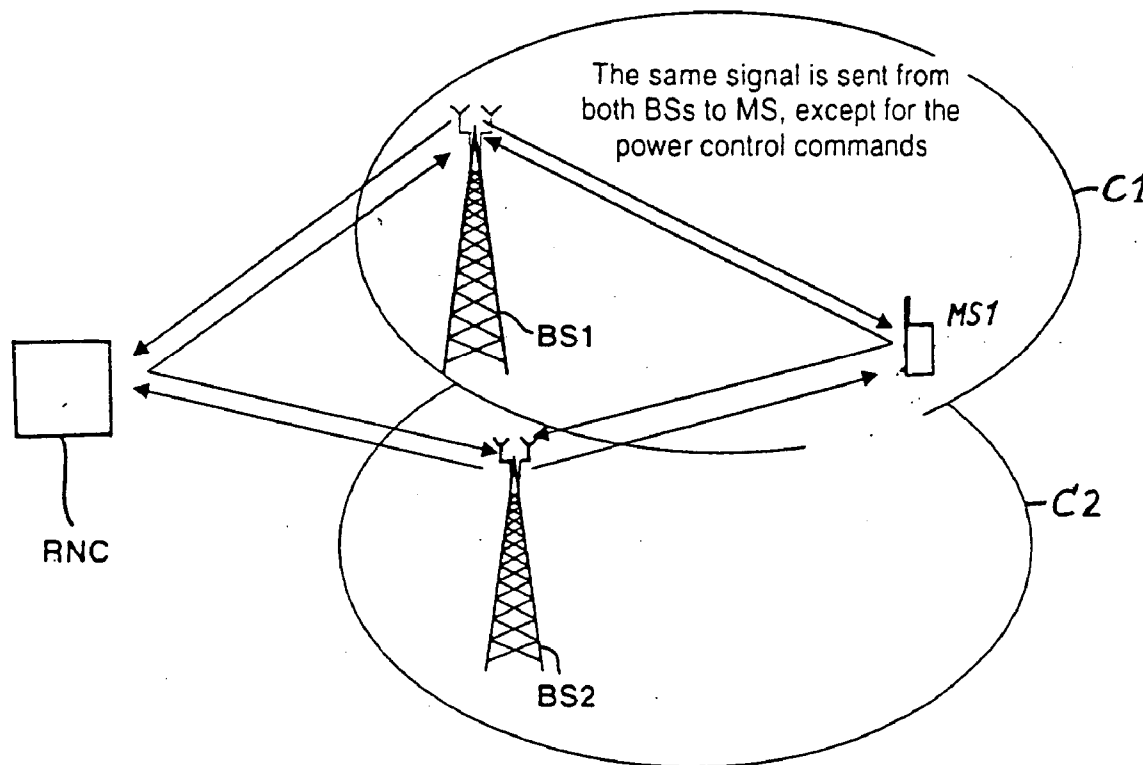 The same signal is sent from
both BSs to MS, except for the
power control commands
C1
MS1
BS1
C2
RNC
BS2